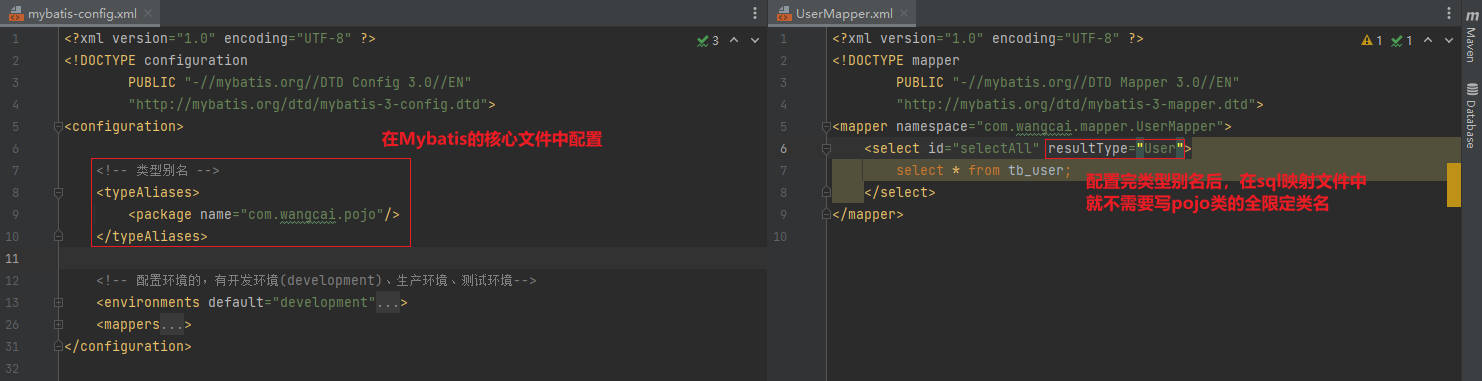 mybatis-config.xml
1 <?xml version="1.0" encoding="UTF-8" ?>
2 <!DOCTYPE configuration
3 PUBLIC "-//mybatis.org//DTD Config 3.0//EN"
4 "http://mybatis.org/dtd/mybatis-3-config.dtd">
5 <configuration>
在Mybatis的核心文件中配置
6
7 <!-- 类型别名 -->
8 <typeAliases>
9 <package name="com.wangcai.pojo"/>
10 </typeAliases>
11
12 <!-- 配置环境的，有开发环境(development)、生产环境、测试环境-->
13 <environments default="development"...>
26 <mappers...>
31 </configuration>
32
3
UserMapper.xml
1 <?xml version="1.0" encoding="UTF-8" ?>
2 <!DOCTYPE mapper
3 PUBLIC "-//mybatis.org//DTD Mapper 3.0//EN"
4 "http://mybatis.org/dtd/mybatis-3-mapper.dtd">
5 <mapper namespace="com.wangcai.mapper.UserMapper">
6 <select id="selectAll" resultType="User">
7 select * from tb_user;
8 </select>
9 </mapper>
10
配置完类型别名后，在sql映射文件中
就不需要写pojo类的全限定类名
1 1
m
Maven
Database